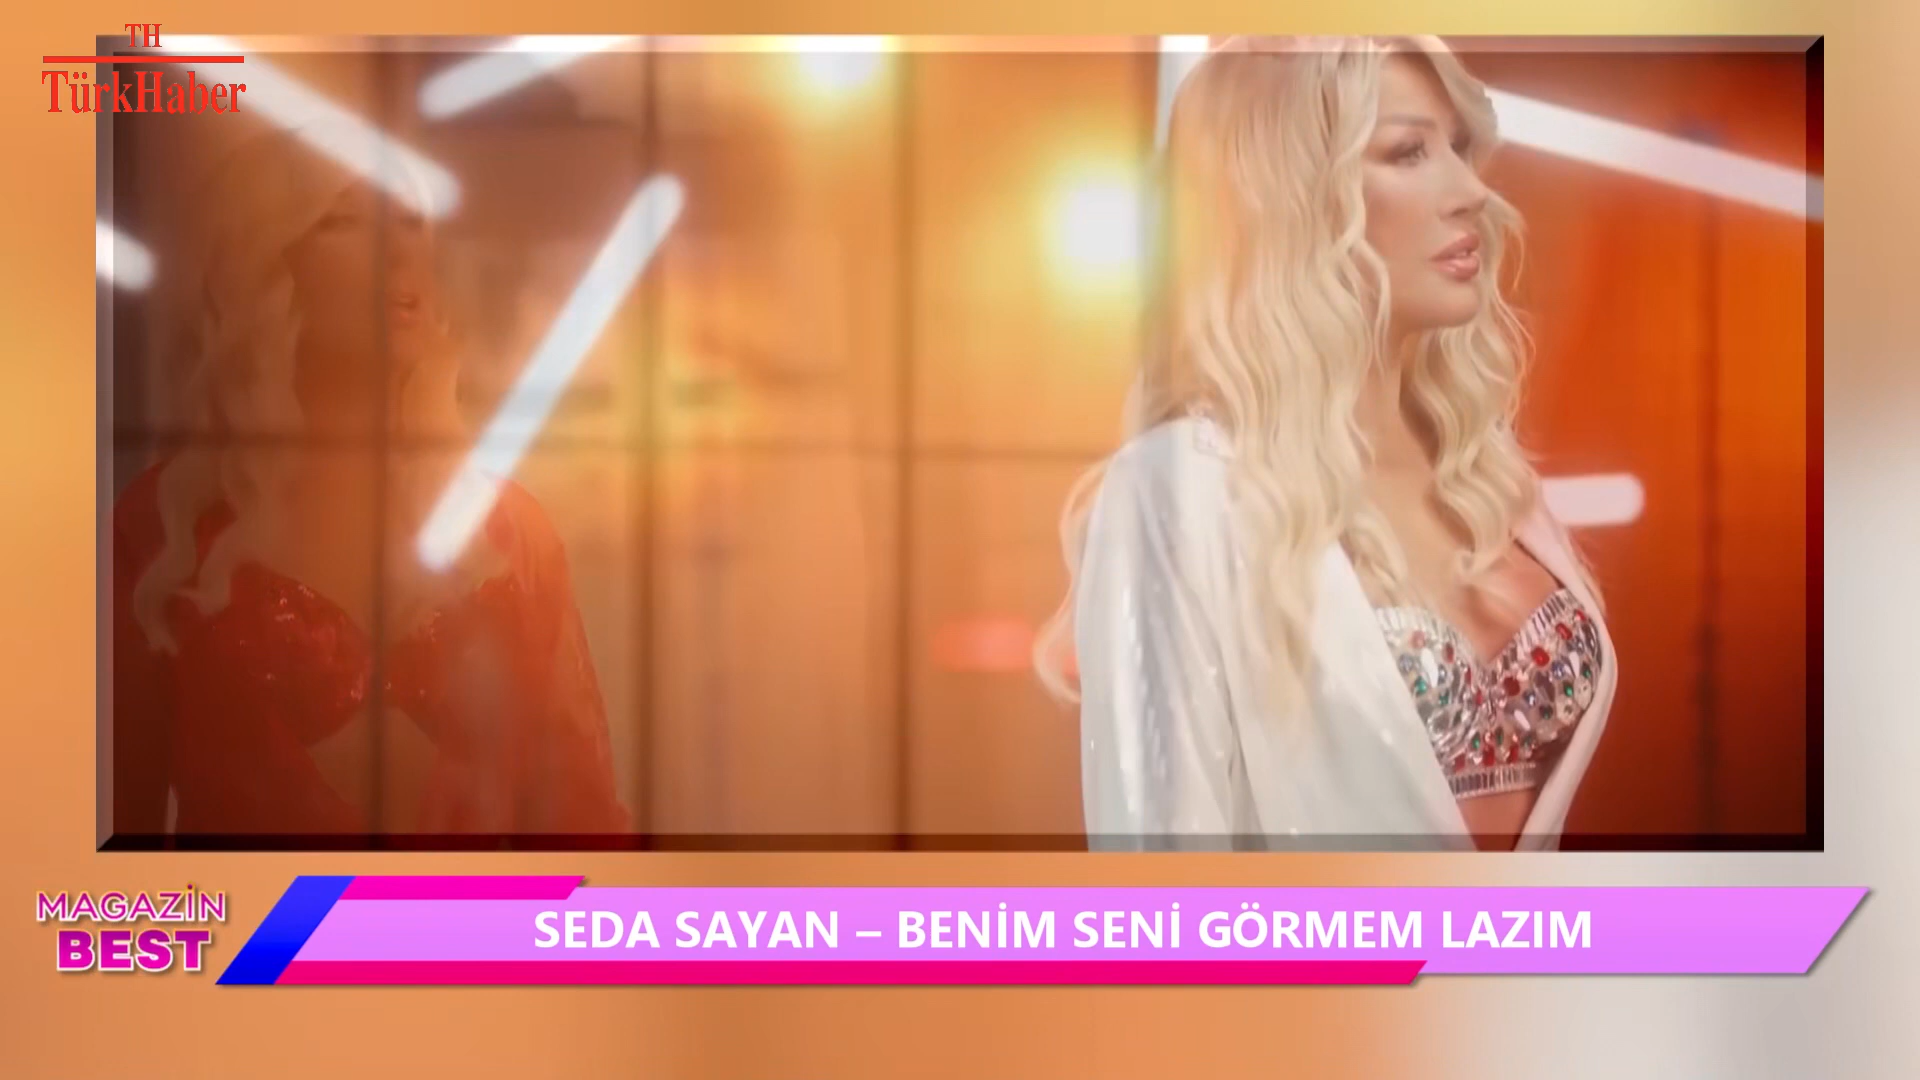 TH
TürkHaber
MAGAZİN
BEST
SEDA SAYAN – BENİM SENİ GÖRMEM LAZIM